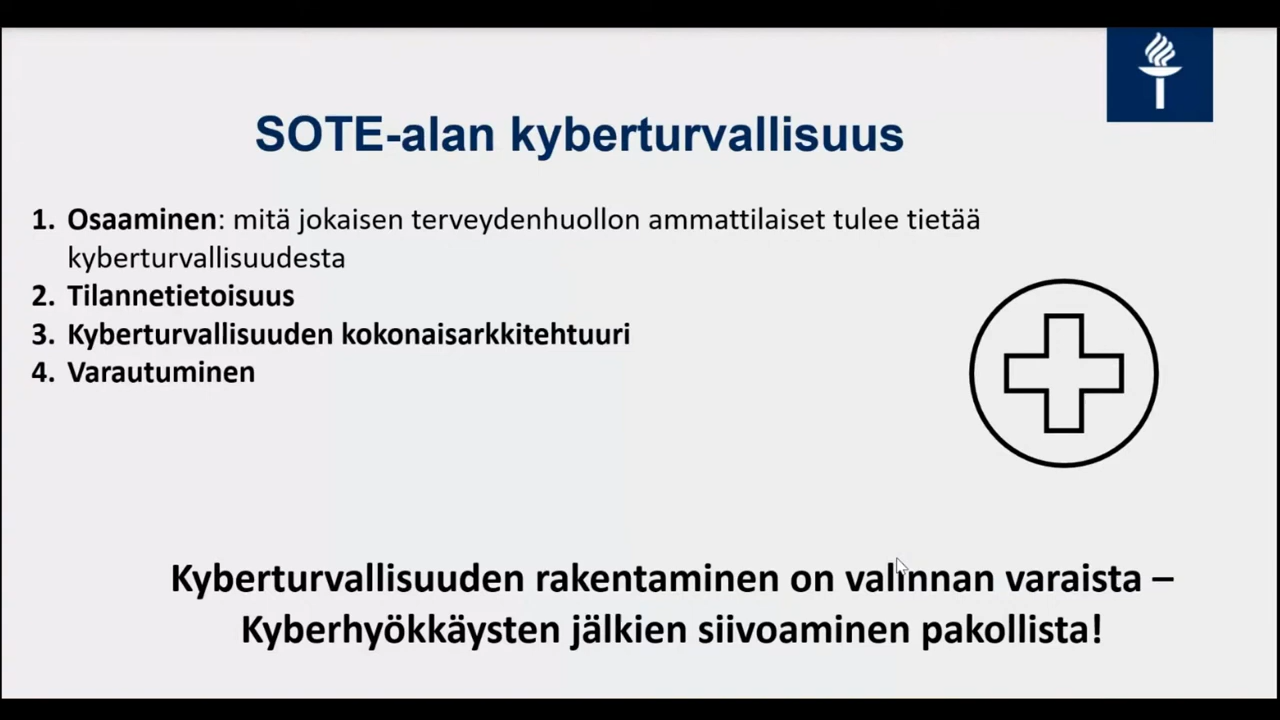 SOTE-alan kyberturvallisuus
1. Osaaminen: mitä jokaisen terveydenhuollon ammattilaiset tulee tietää
kyberturvallisuudesta
2. Tilannetietoisuus
3. Kyberturvallisuuden kokonaisarkkitehtuuri
4. Varautuminen
Kyberturvallisuuden rakentaminen on valinnan varaista –
Kyberhyökkäysten jälkien siivoaminen pakollista!